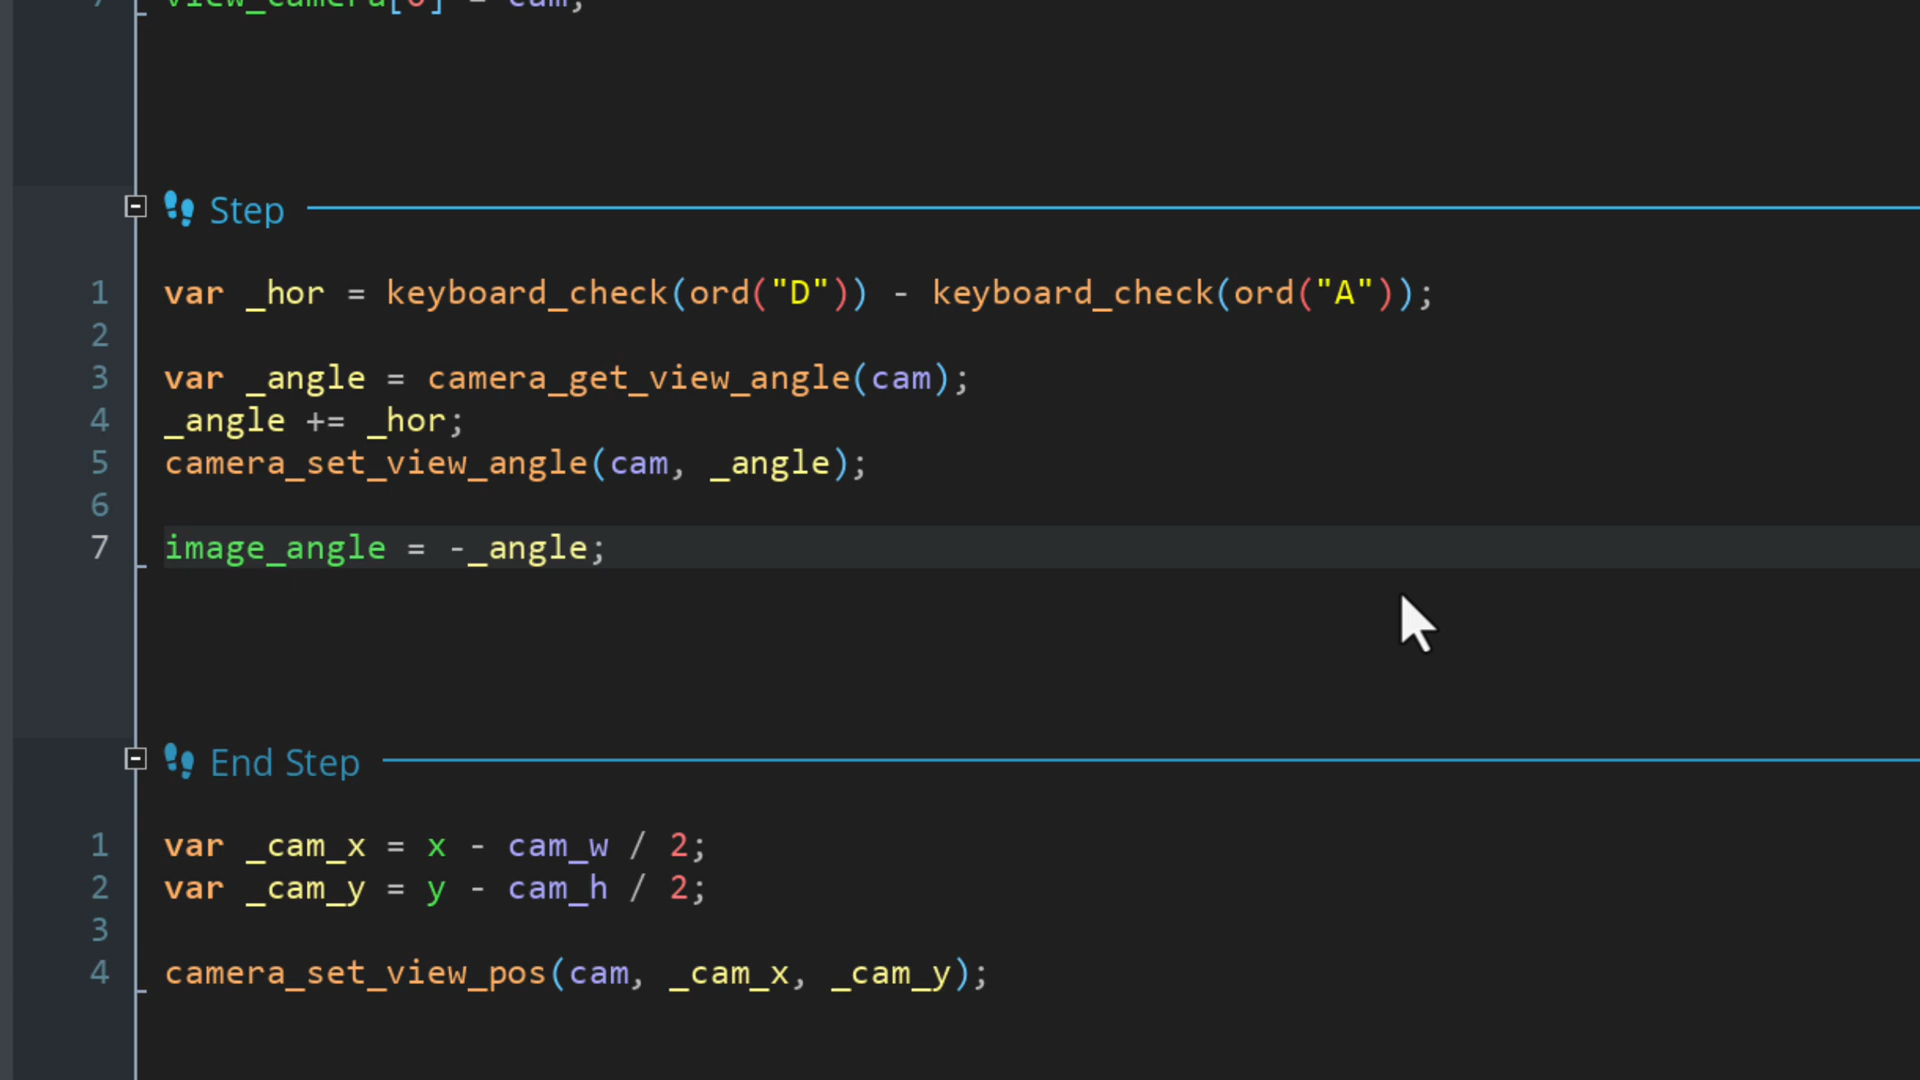 7 view_camera[0] = cam;
Step
1 var _hor = keyboard_check(ord("D")) - keyboard_check(ord("A"));
2
3 var _angle = camera_get_view_angle(cam);
4 _angle += _hor;
5 camera_set_view_angle(cam, _angle);
6
7 image_angle = -_angle;
End Step
1 var _cam_x = x - cam_w / 2;
2 var _cam_y = y - cam_h / 2;
3
4 camera_set_view_pos(cam, _cam_x, _cam_y);